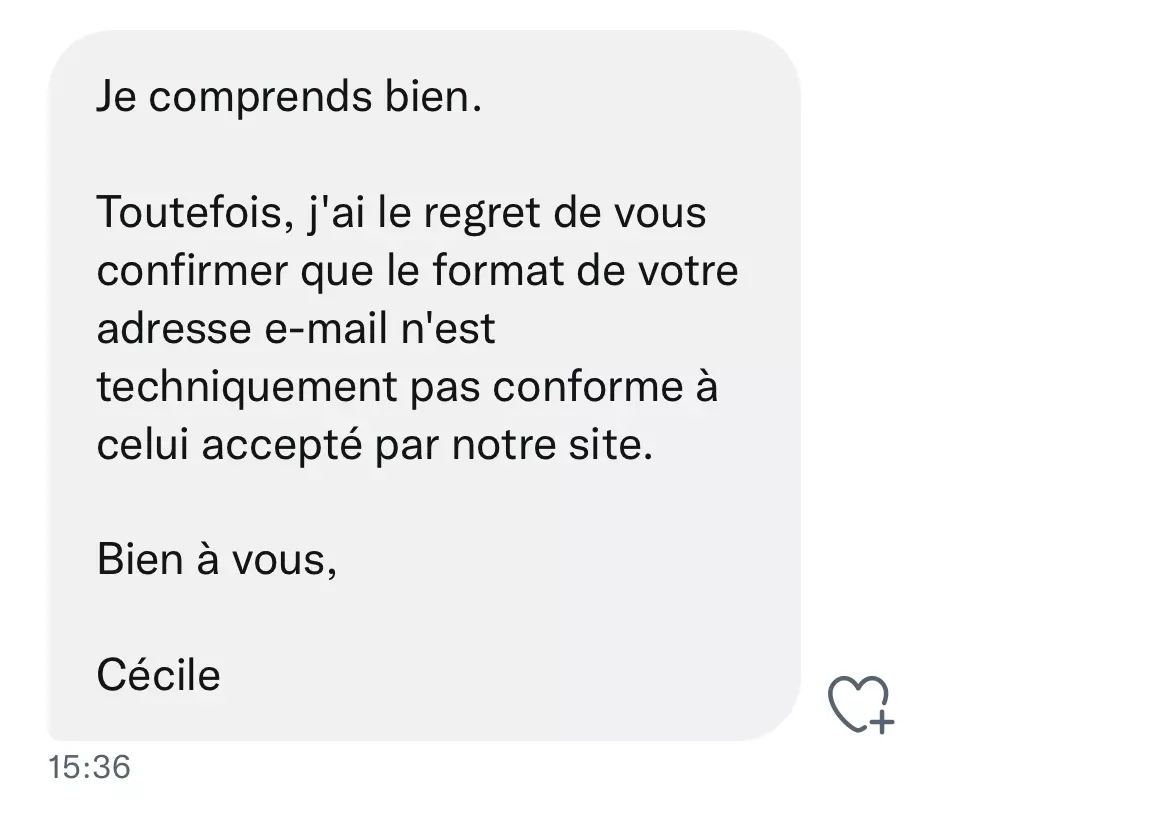 Je comprends bien.
Toutefois, j'ai le regret de vous
confirmer que le format de votre
adresse e-mail n'est
techniquement pas conforme à
celui accepté par notre site.
Bien à vous,
Cécile
15:36